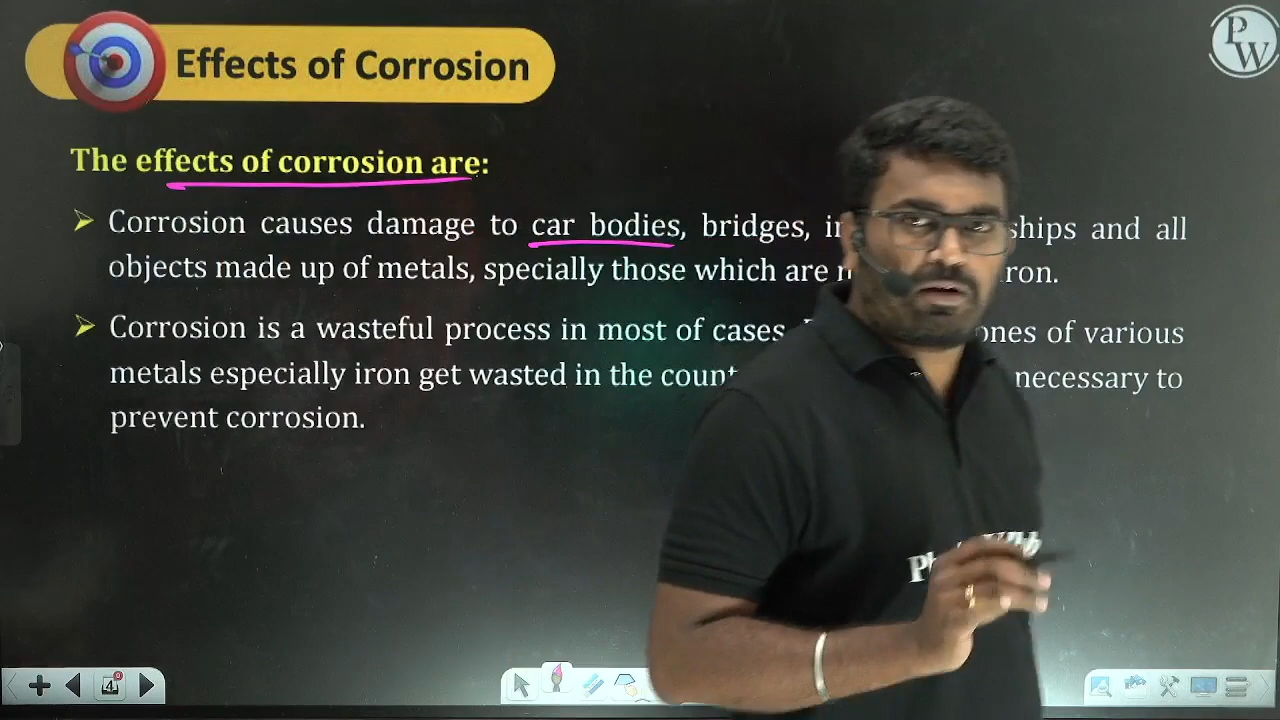 Effects of Corrosion
PW
The effects of corrosion are:
Corrosion causes damage to car bodies, bridges, ships and all
objects made up of metals, specially those which are iron.
Corrosion is a wasteful process in most of cases. of various
metals especially iron get wasted in the necessary to
prevent corrosion.
4